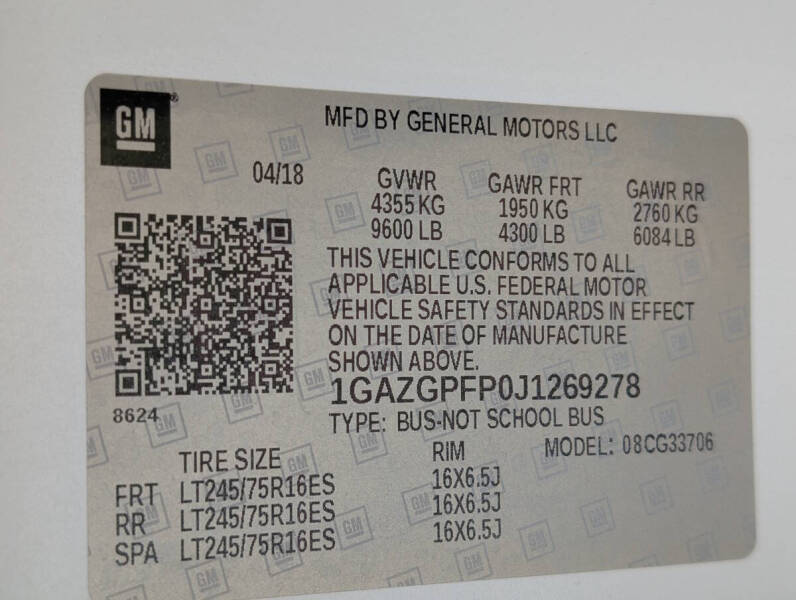 GM
MFD BY GENERAL MOTORS LLC
04/18
GVWR GAWR FRT GAWR RR
4355 KG 1950 KG 2760 KG
9600 LB 4300 LB 6084 LB
THIS VEHICLE CONFORMS TO ALL
APPLICABLE U.S. FEDERAL MOTOR
VEHICLE SAFETY STANDARDS IN EFFECT
ON THE DATE OF MANUFACTURE
SHOWN ABOVE.
1GAZGPFP0J1269278
8624
TYPE: BUS-NOT SCHOOL BUS
MODEL: 08CG33706
TIRE SIZE RIM
FRT LT245/75R16ES 16X6.5J
RR LT245/75R16ES 16X6.5J
SPA LT245/75R16ES 16X6.5J